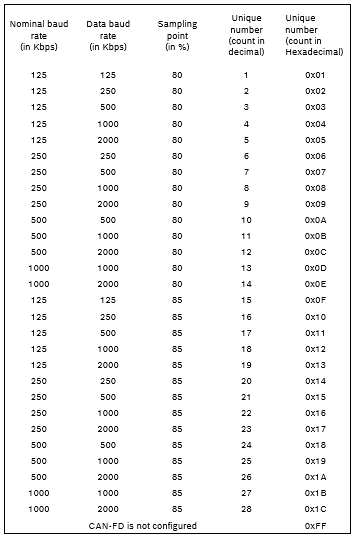 Nominal baud rate (in Kbps) Data baud rate (in Kbps) Sampling point (in %) Unique number (count in decimal) Unique number (count in Hexadecimal)
125 125 80 1 0x01
125 250 80 2 0x02
125 500 80 3 0x03
125 1000 80 4 0x04
125 2000 80 5 0x05
250 250 80 6 0x06
250 500 80 7 0x07
250 1000 80 8 0x08
250 2000 80 9 0x09
500 500 80 10 0x0A
500 1000 80 11 0x0B
500 2000 80 12 0x0C
1000 1000 80 13 0x0D
1000 2000 80 14 0x0E
125 125 85 15 0x0F
125 250 85 16 0x10
125 500 85 17 0x11
125 1000 85 18 0x12
125 2000 85 19 0x13
250 250 85 20 0x14
250 500 85 21 0x15
250 1000 85 22 0x16
250 2000 85 23 0x17
500 500 85 24 0x18
500 1000 85 25 0x19
500 2000 85 26 0x1A
1000 1000 85 27 0x1B
1000 2000 85 28 0x1C
CAN-FD is not configured 0xFF